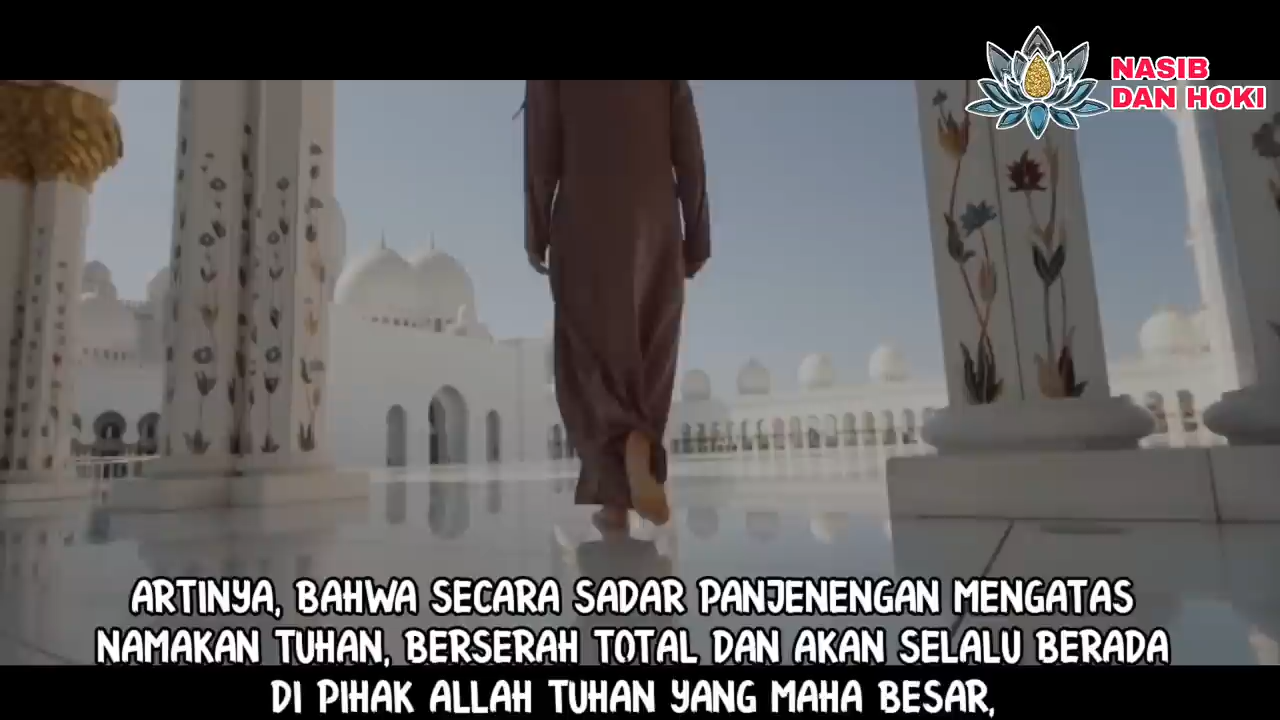 NASIB
DAN HOKI
ARTINYA, BAHWA SECARA SADAR PANJENENGAN MENGATAS
NAMAKAN TUHAN, BERSERAH TOTAL DAN AKAN SELALU BERADA
DI PIHAK ALLAH TUHAN YANG MAHA BESAR,